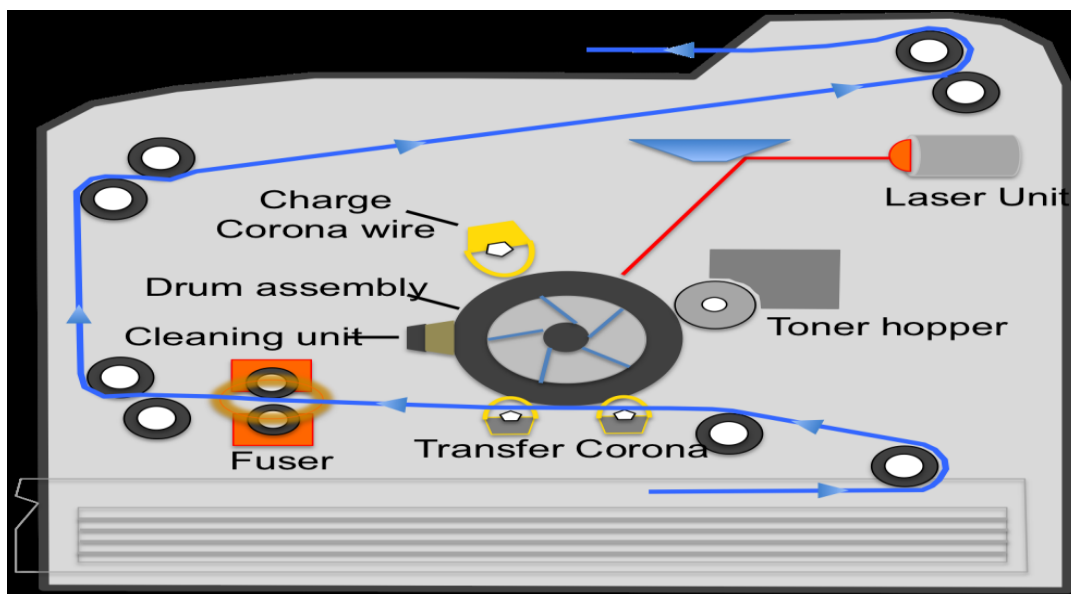 Laser Unit
Charge
Corona wire
Drum assembly
Cleaning unit
Toner hopper
Transfer Corona
Fuser